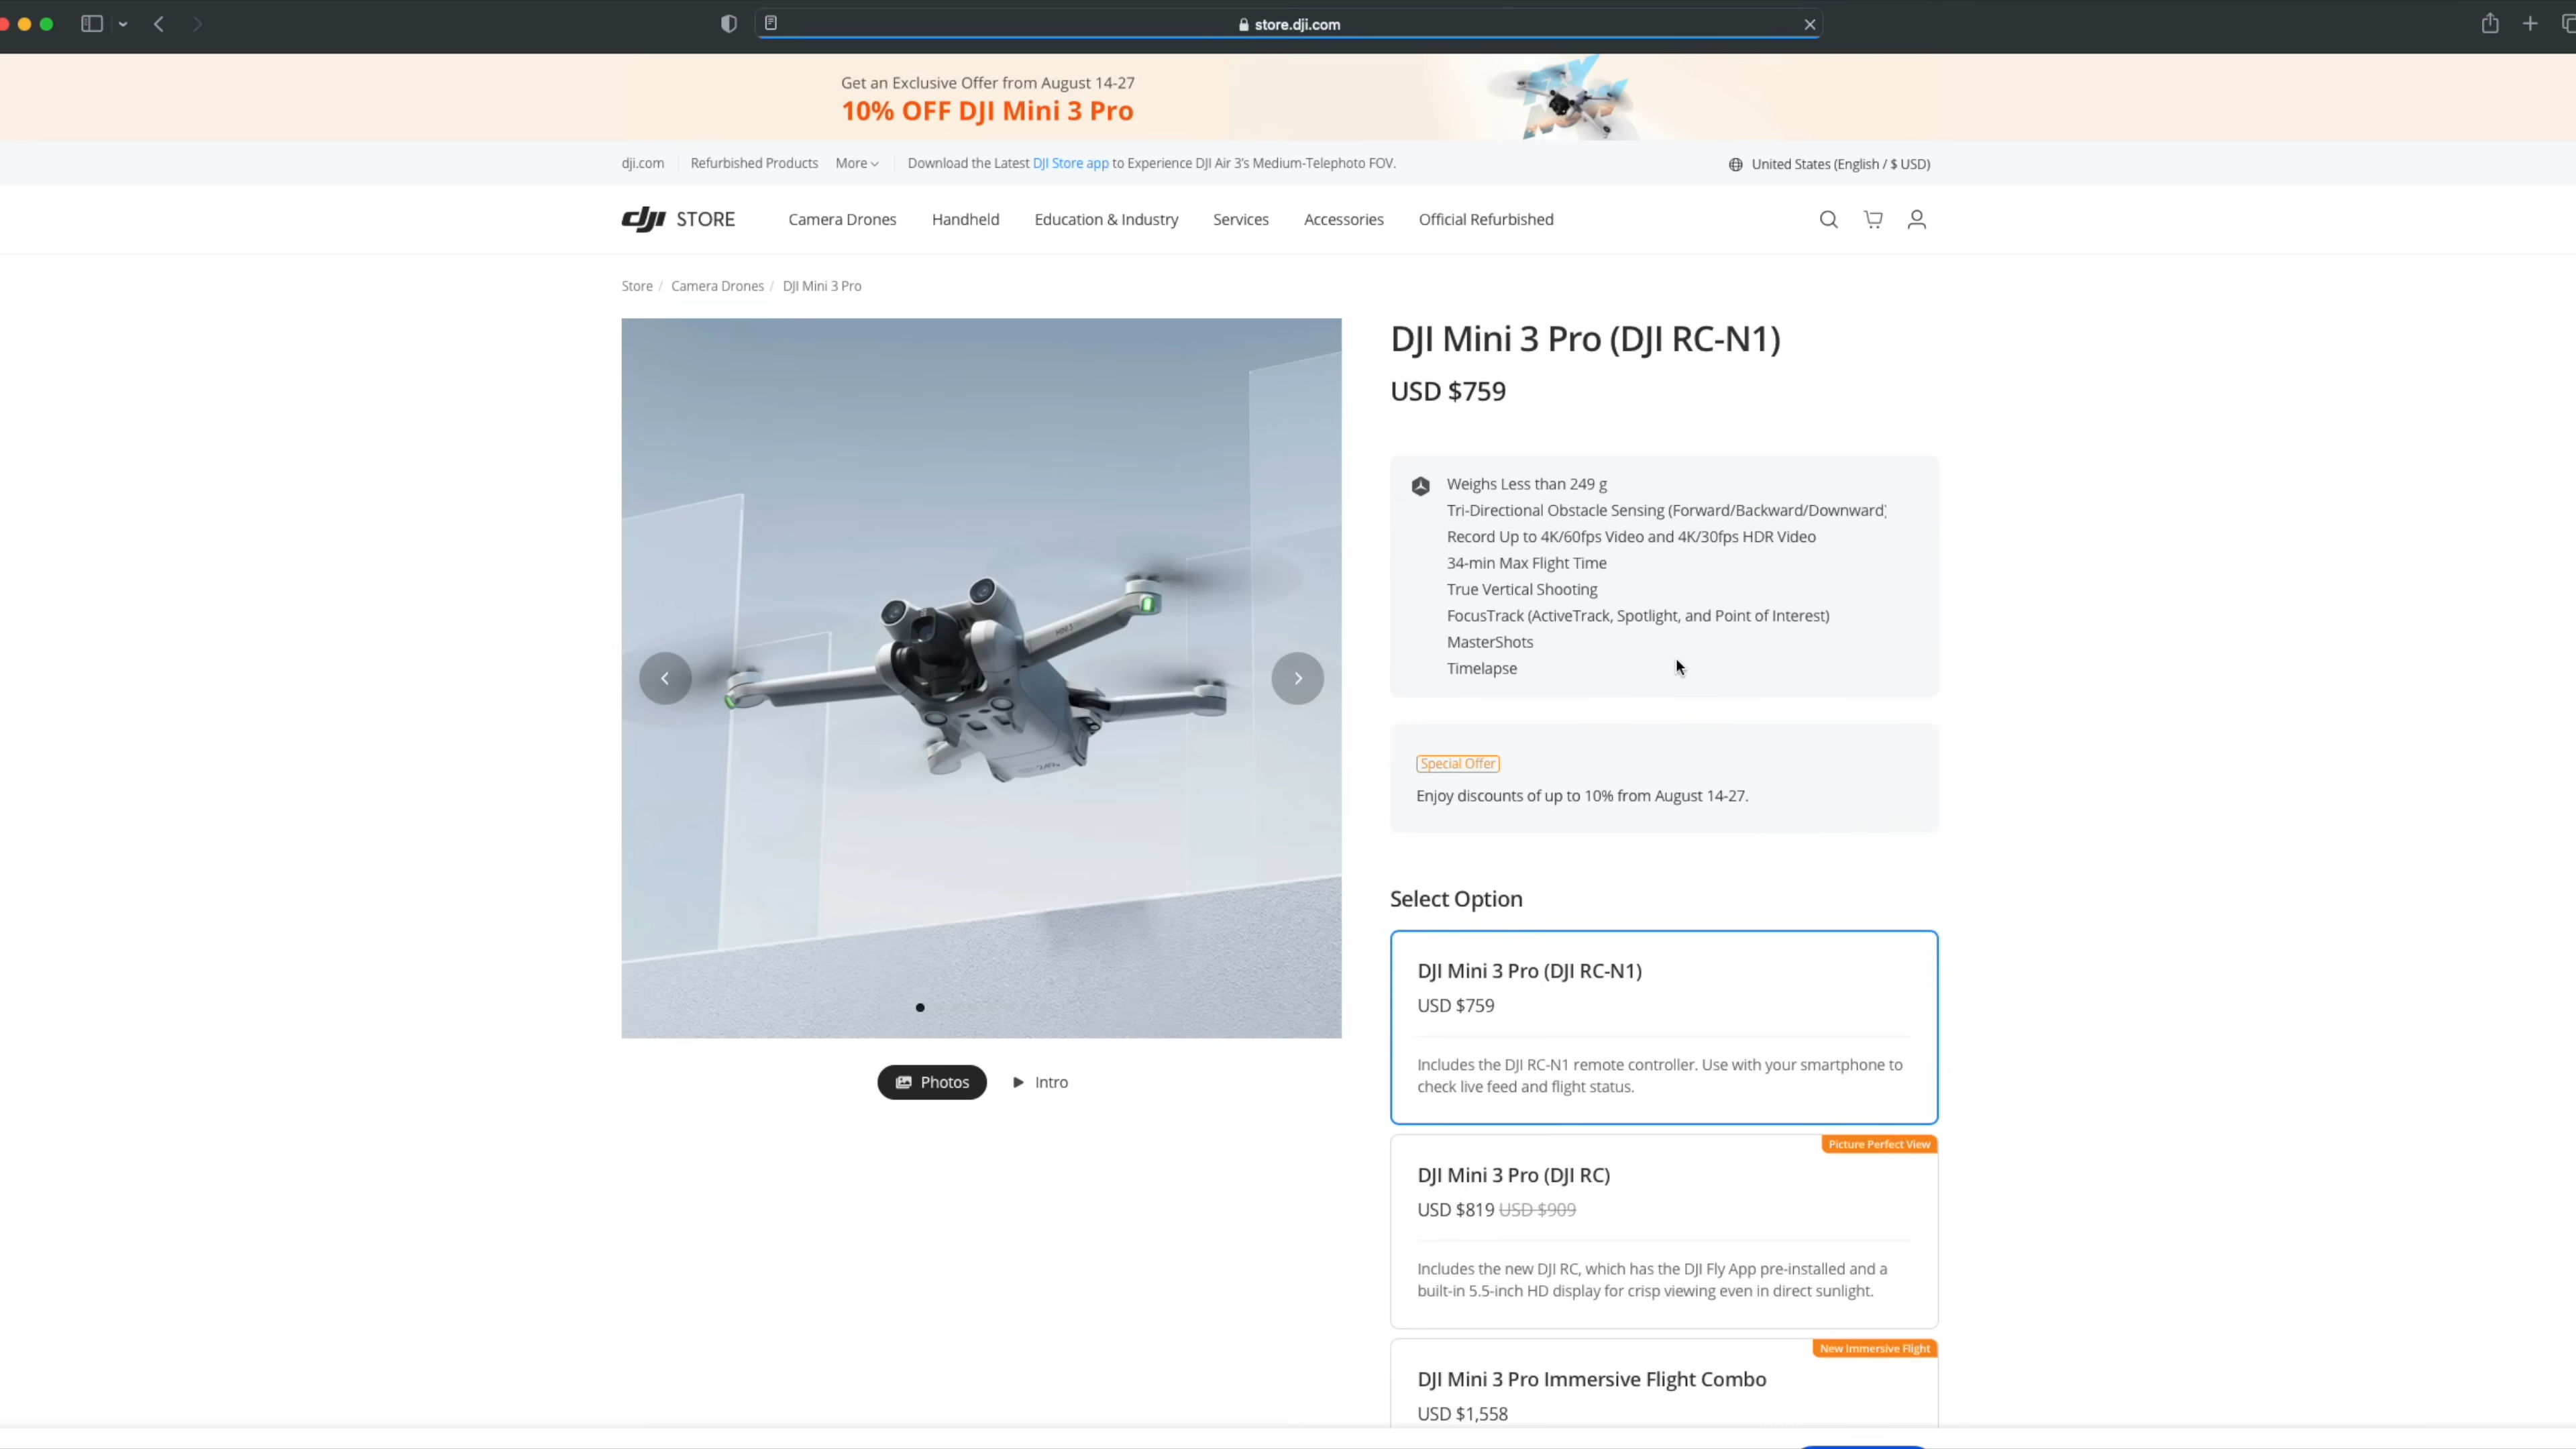 store.dji.com
Get an Exclusive Offer from August 14-27
10% OFF DJI Mini 3 Pro
dji.com
Refurbished Products
More
Download the Latest DJI Store app to Experience DJI Air 3's Medium-Telephoto FOV.
United States (English / $ USD)
dji STORE
Camera Drones
Handheld
Education & Industry
Services
Accessories
Official Refurbished
Store / Camera Drones / DJI Mini 3 Pro
DJI Mini 3 Pro (DJI RC-N1)
USD $759
Weighs Less than 249 g
Tri-Directional Obstacle Sensing (Forward/Backward/Downward)
Record Up to 4K/60fps Video and 4K/30fps HDR Video
34-min Max Flight Time
True Vertical Shooting
FocusTrack (ActiveTrack, Spotlight, and Point of Interest)
MasterShots
Timelapse
Special Offer
Enjoy discounts of up to 10% from August 14-27.
Select Option
DJI Mini 3 Pro (DJI RC-N1)
USD $759
Includes the DJI RC-N1 remote controller. Use with your smartphone to
check live feed and flight status.
Photos
Intro
Picture Perfect View
DJI Mini 3 Pro (DJI RC)
USD $819 USD $909
Includes the new DJI RC, which has the DJI Fly App pre-installed and a
built-in 5.5-inch HD display for crisp viewing even in direct sunlight.
New Immersive Flight
DJI Mini 3 Pro Immersive Flight Combo
USD $1,558